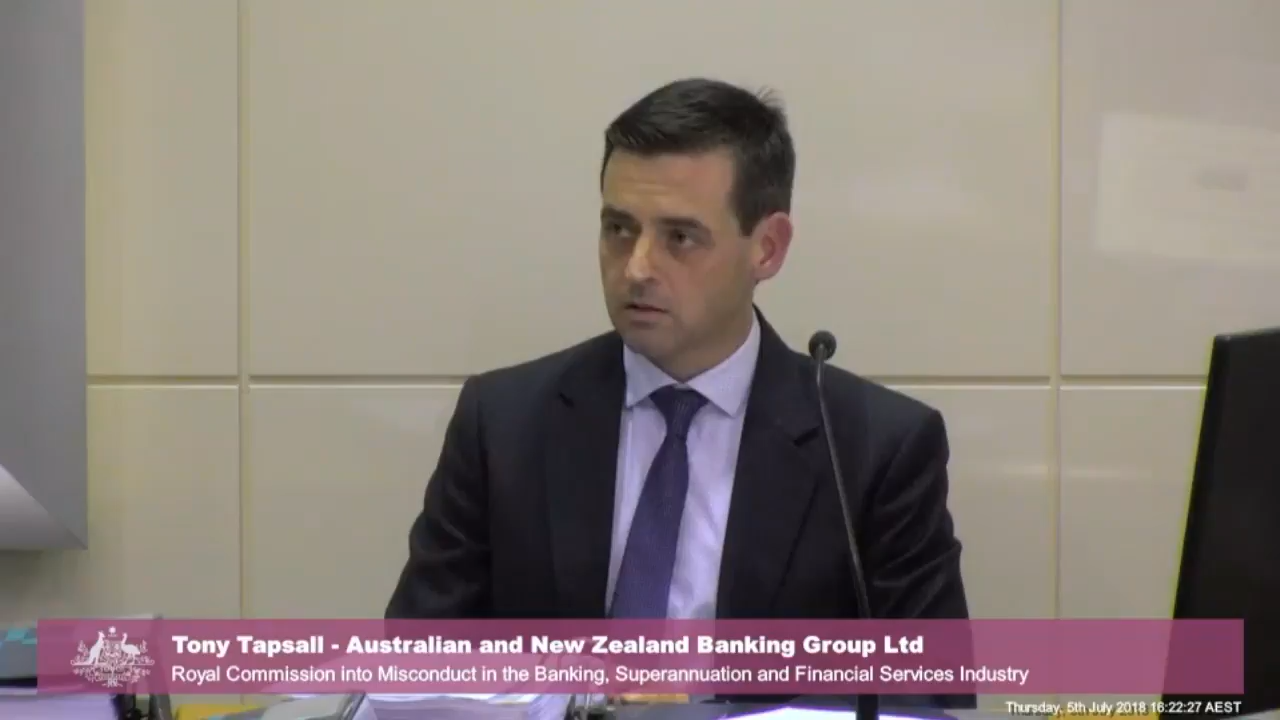 Tony Tapsall - Australian and New Zealand Banking Group Ltd
Royal Commission into Misconduct in the Banking, Superannuation and Financial Services Industry
Thursday, 5th July 2018 16:22:27 AEST